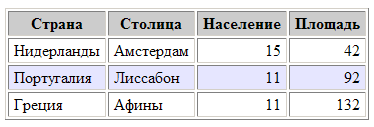 Страна Столица Население Площадь
Нидерланды Амстердам 15 42
Португалия Лиссабон 11 92
Греция Афины 11 132